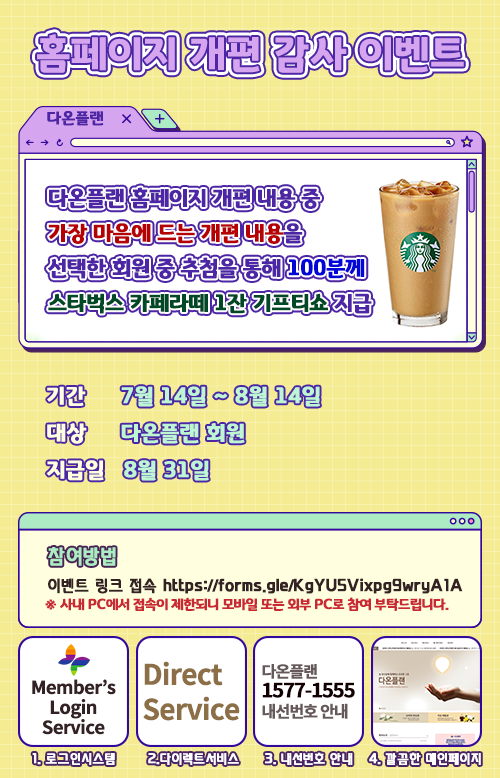 홈페이지 개편 감사 이벤트
다온플랜
다온플랜 홈페이지 개편 내용 중
가장 마음에 드는 개편 내용을
선택한 회원 중 추첨을 통해 100분께
스타벅스 카페라떼 1잔 기프티쇼 지급
기간 7월 14일 ~ 8월 14일
대상 다온플랜 회원
지급일 8월 31일
참여방법
이벤트 링크 접속 https://forms.gle/KgYU5Vixpg9wryA1A
※ 사내 PC에서 접속이 제한되니 모바일 또는 외부 PC로 참여 부탁드립니다.
Member's
Login
Service
1. 로그인시스템
Direct
Service
2.다이렉트서비스
다온플랜
1577-1555
내선번호 안내
3. 내선번호 안내
다온플랜
4. 깔끔한 메인페이지